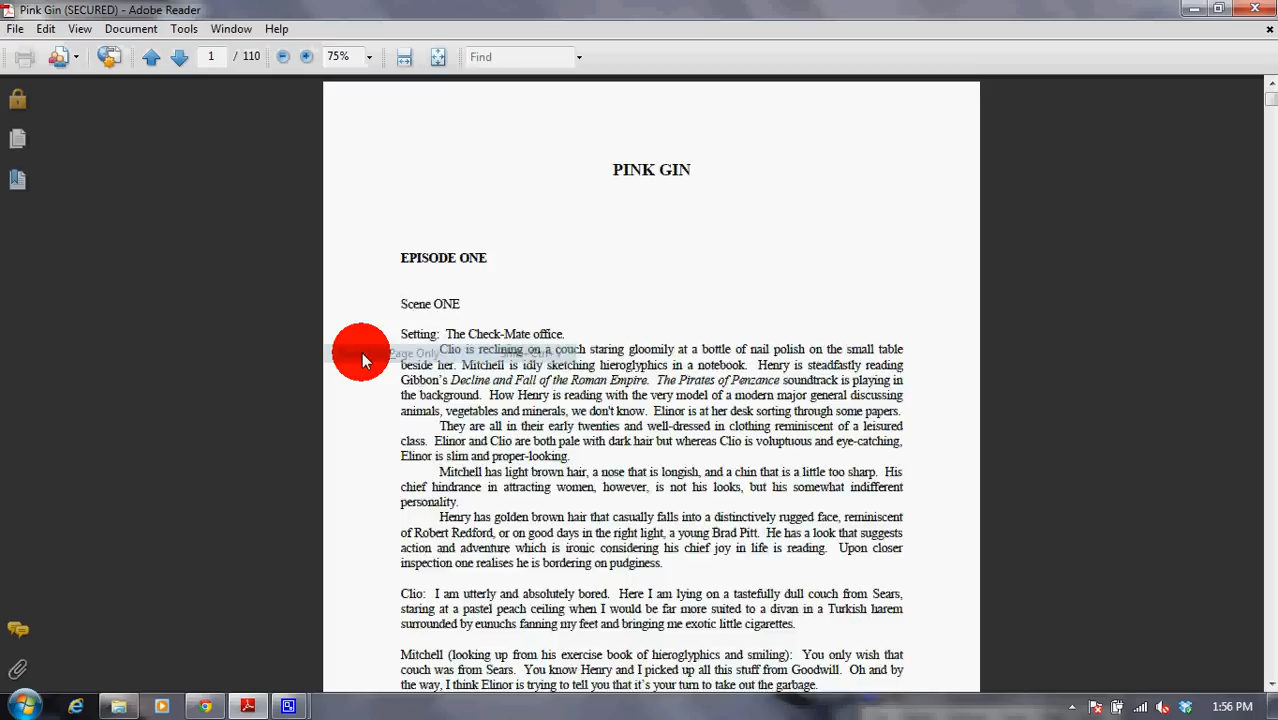 Pink Gin (SECURED) - Adobe Reader
File Edit View Document Tools Window Help
1 / 110 75% Find
PINK GIN
EPISODE ONE
Scene ONE
Setting: The Check-Mate office.
Page Only
Clio is reclining on a couch staring gloomily at a bottle of nail polish on the small table
beside her. Mitchell is idly sketching hieroglyphics in a notebook. Henry is steadfastly reading
Gibbon's Decline and Fall of the Roman Empire. The Pirates of Penzance soundtrack is playing in
the background. How Henry is reading with the very model of a modern major general discussing
animals, vegetables and minerals, we don't know. Elinor is at her desk sorting through some papers.
They are all in their early twenties and well-dressed in clothing reminiscent of a leisured
class. Elinor and Clio are both pale with dark hair but whereas Clio is voluptuous and eye-catching,
Elinor is slim and proper-looking.
Mitchell has light brown hair, a nose that is longish, and a chin that is a little too sharp. His
chief hindrance in attracting women, however, is not his looks, but his somewhat indifferent
personality.
Henry has golden brown hair that casually falls into a distinctively rugged face, reminiscent
of Robert Redford, or on good days in the right light, a young Brad Pitt. He has a look that suggests
action and adventure which is ironic considering his chief joy in life is reading. Upon closer
inspection one realises he is bordering on pudginess.
Clio: I am utterly and absolutely bored. Here I am lying on a tastefully dull couch from Sears,
staring at a pastel peach ceiling when I would be far more suited to a divan in a Turkish harem
surrounded by eunuchs fanning my feet and bringing me exotic little cigarettes.
Mitchell (looking up from his exercise book of hieroglyphics and smiling): You only wish that
couch was from Sears. You know Henry and I picked up all this stuff from Goodwill. Oh and by
the way, I think Elinor is trying to tell you that it's your turn to take out the garbage.
1:56 PM